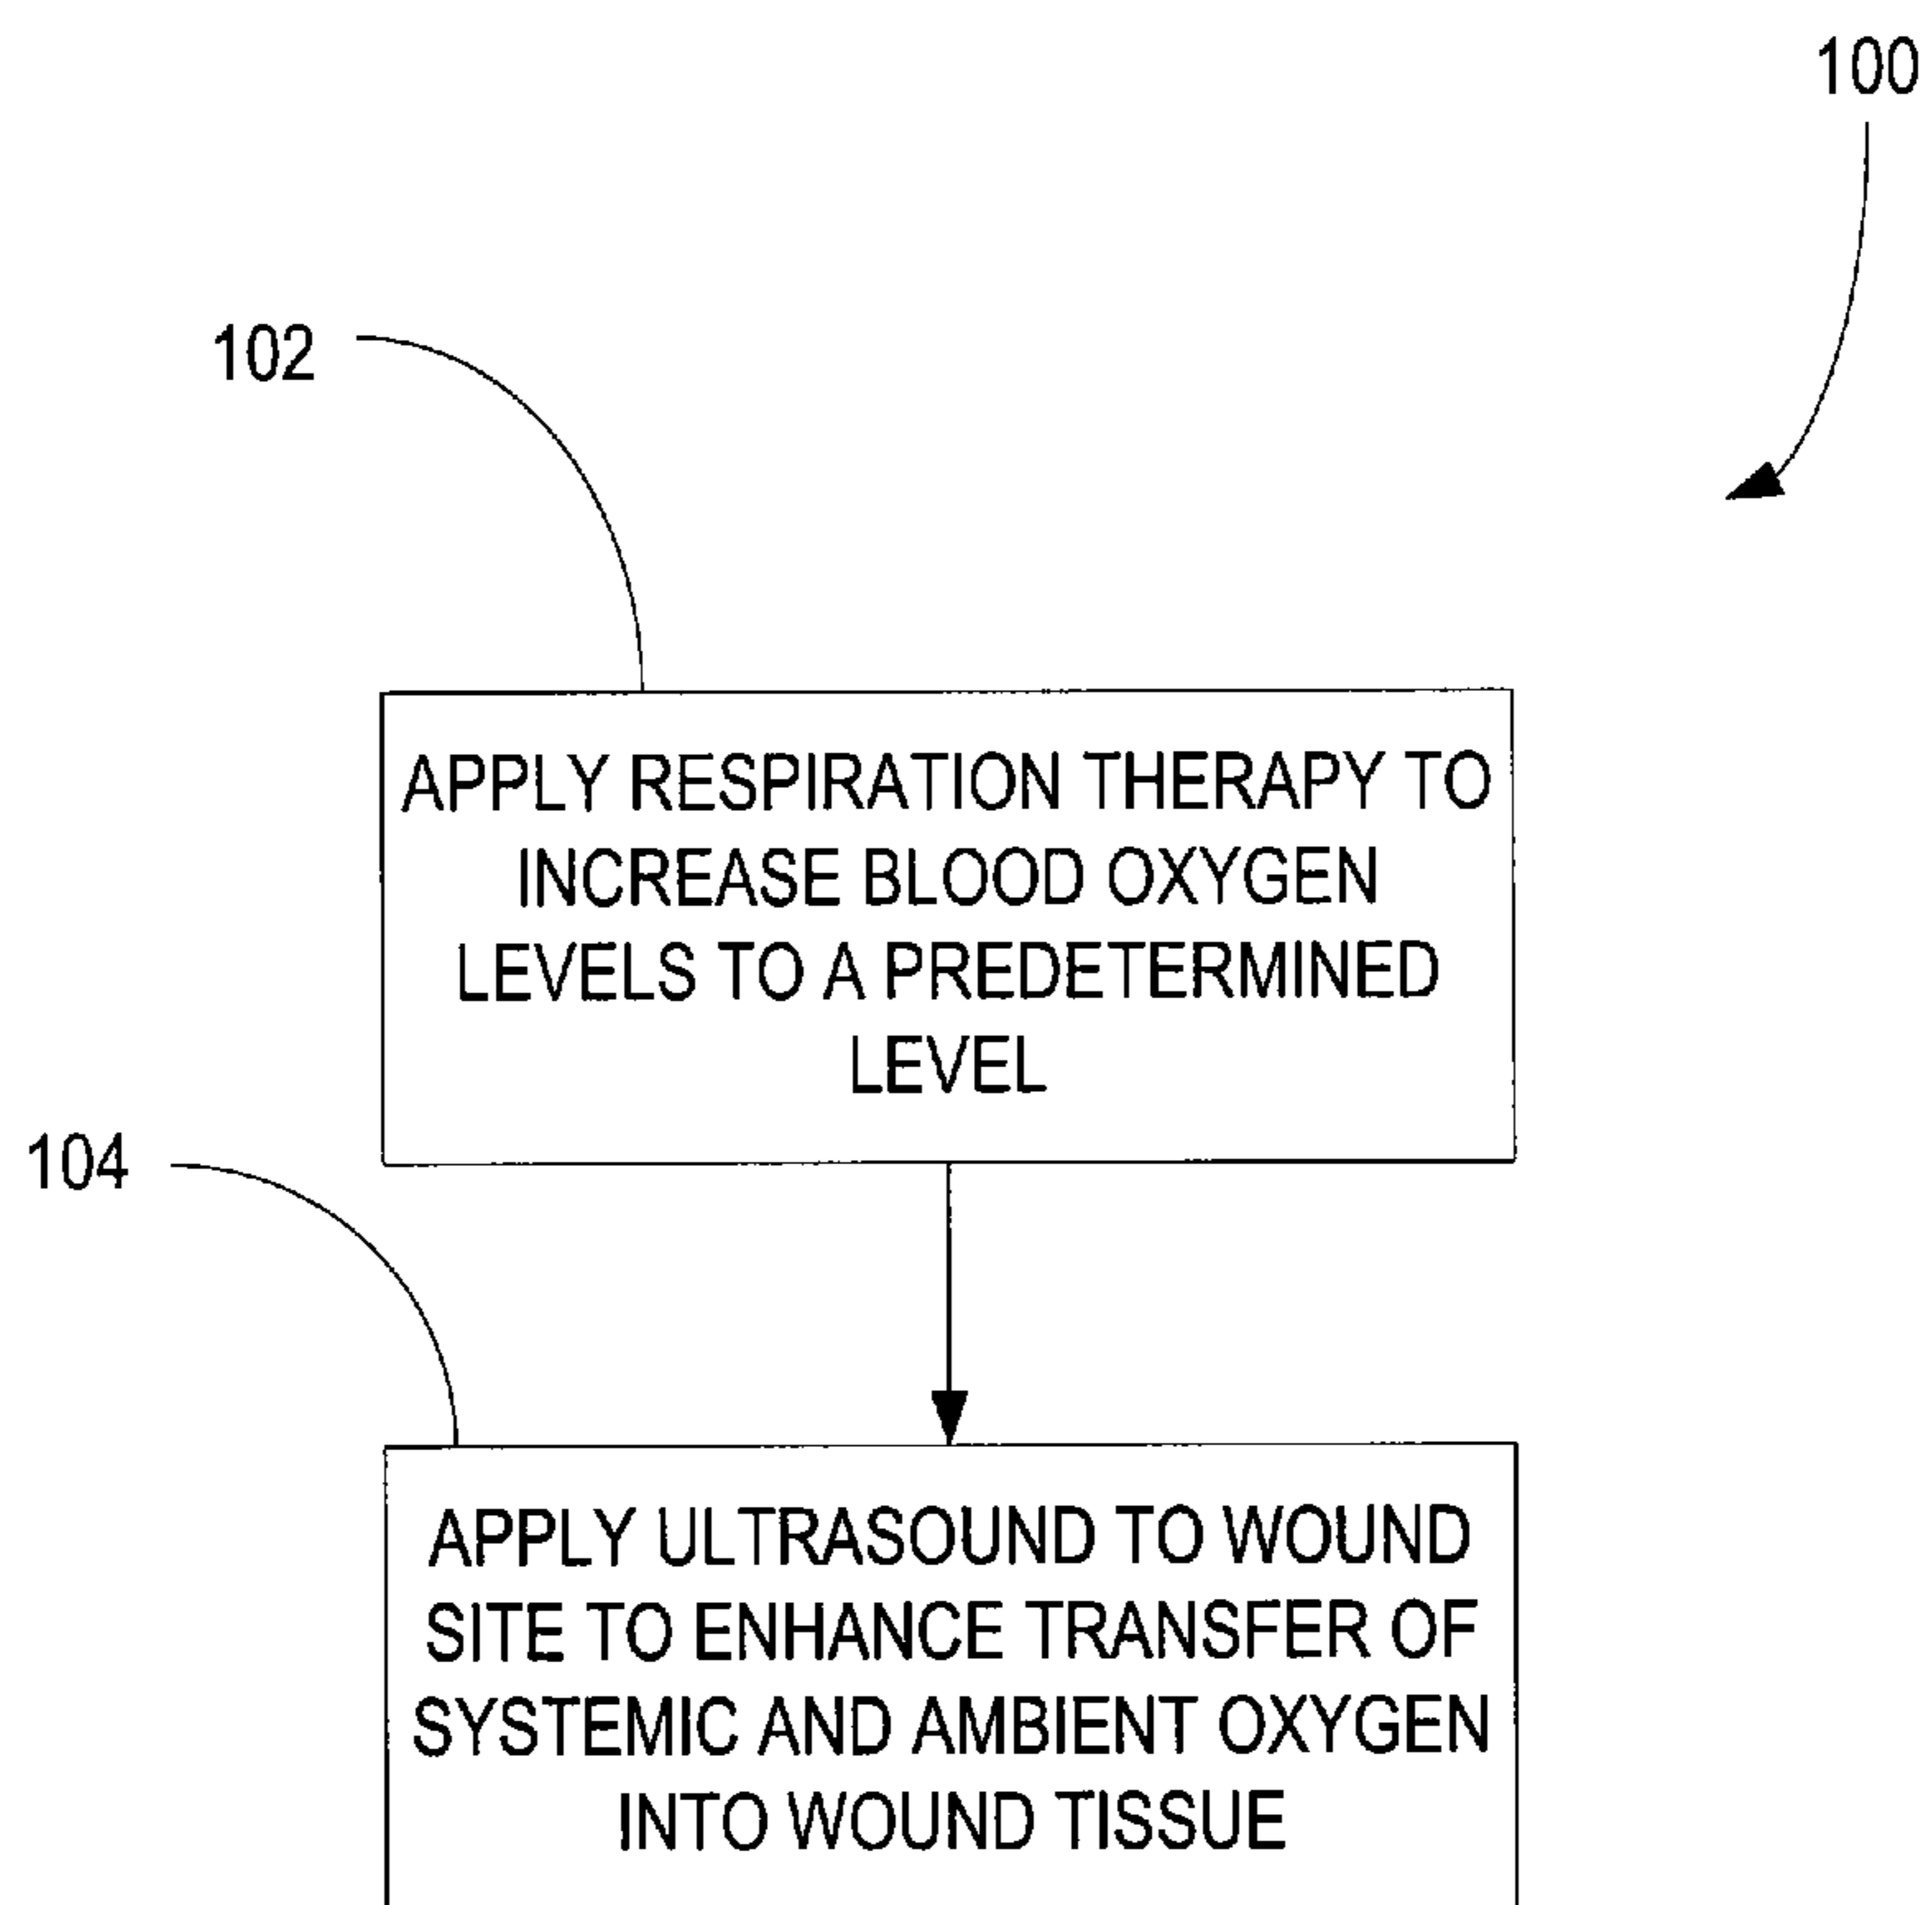 100
102
APPLY RESPIRATION THERAPY TO
INCREASE BLOOD OXYGEN
LEVELS TO A PREDETERMINED
LEVEL
104
APPLY ULTRASOUND TO WOUND
SITE TO ENHANCE TRANSFER OF
SYSTEMIC AND AMBIENT OXYGEN
INTO WOUND TISSUE